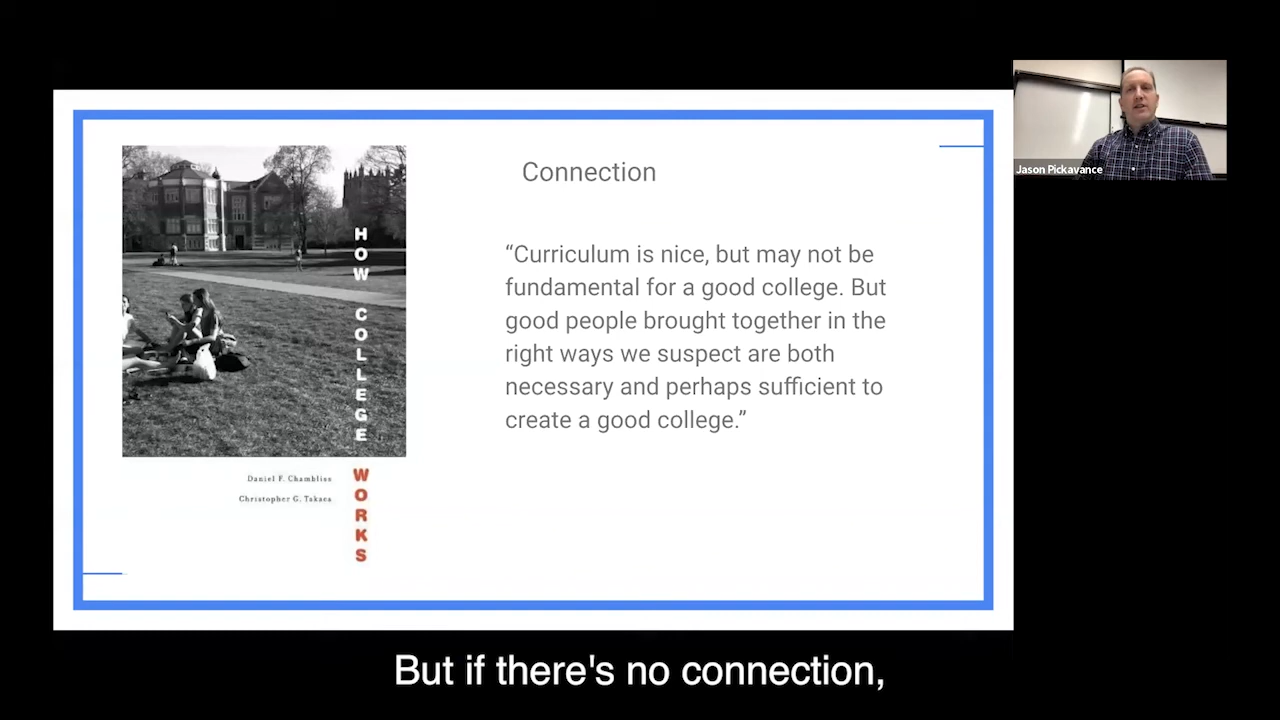 Connection
“Curriculum is nice, but may not be
fundamental for a good college. But
good people brought together in the
right ways we suspect are both
necessary and perhaps sufficient to
create a good college.”
HOW
COLLEGE
WORKS
Daniel F. Chambliss
Christopher G. Takacs
Jason Pickavance
But if there's no connection,